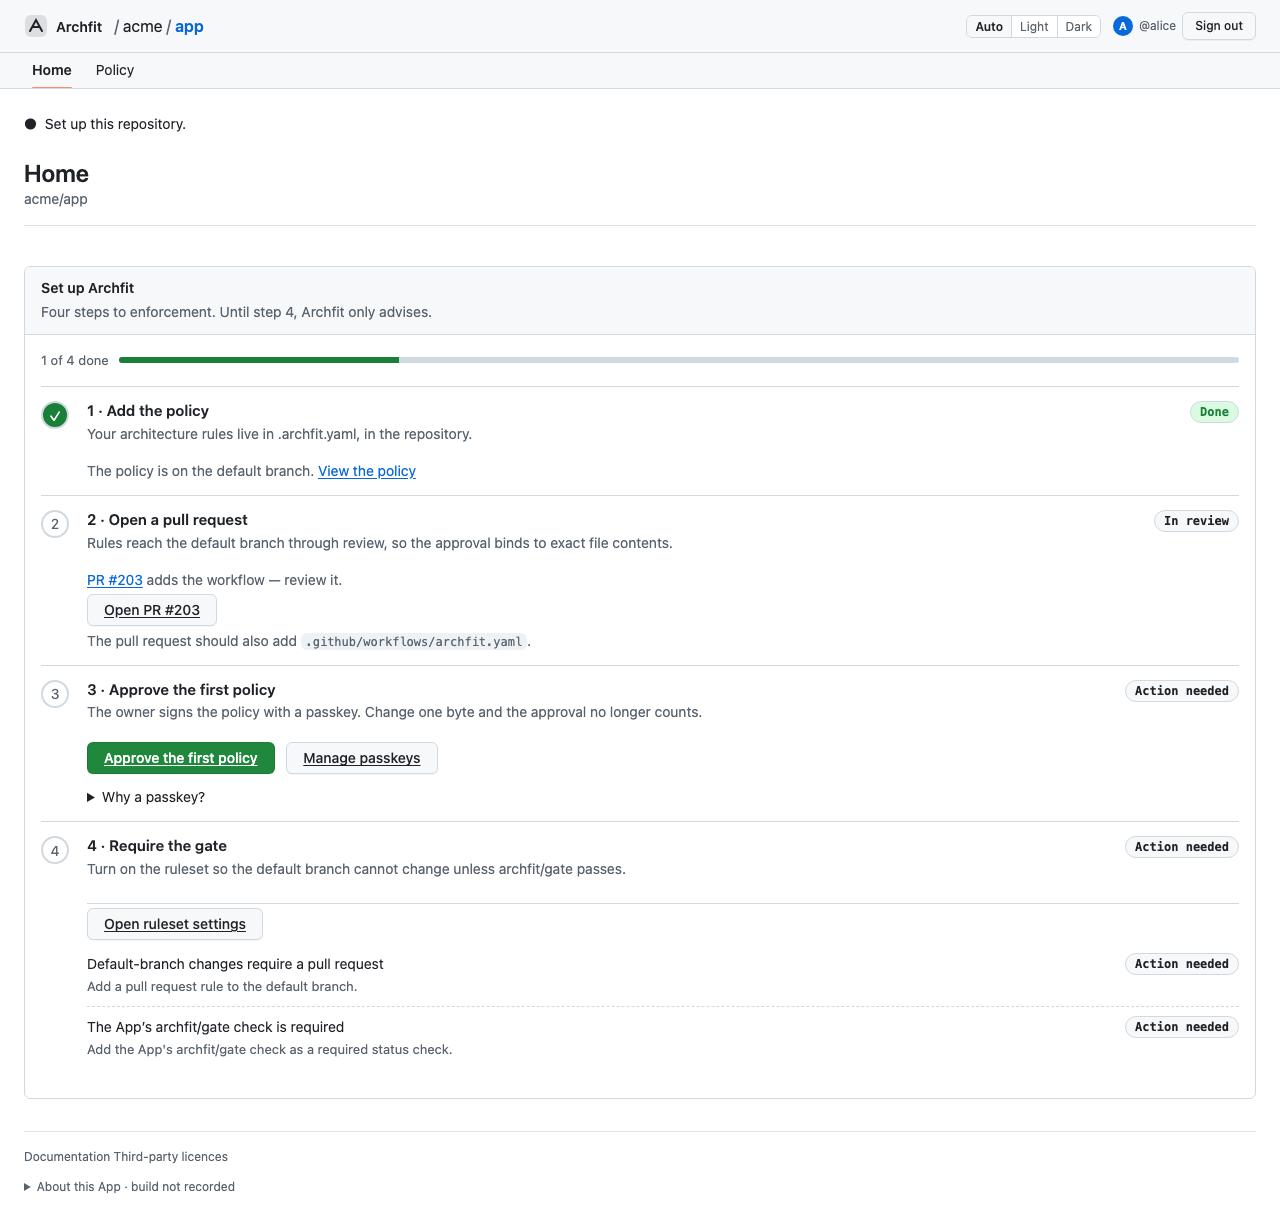 Archfit / acme / app
Auto Light Dark A @alice Sign out
Home Policy
Set up this repository.
Home
acme/app
Set up Archfit
Four steps to enforcement. Until step 4, Archfit only advises.
1 of 4 done
1 · Add the policy Done
Your architecture rules live in .archfit.yaml, in the repository.
The policy is on the default branch. View the policy
2 2 · Open a pull request In review
Rules reach the default branch through review, so the approval binds to exact file contents.
PR #203 adds the workflow — review it.
Open PR #203
The pull request should also add .github/workflows/archfit.yaml.
3 3 · Approve the first policy Action needed
The owner signs the policy with a passkey. Change one byte and the approval no longer counts.
Approve the first policy Manage passkeys
Why a passkey?
4 4 · Require the gate Action needed
Turn on the ruleset so the default branch cannot change unless archfit/gate passes.
Open ruleset settings
Default-branch changes require a pull request Action needed
Add a pull request rule to the default branch.
The App’s archfit/gate check is required Action needed
Add the App's archfit/gate check as a required status check.
Documentation Third-party licences
About this App · build not recorded